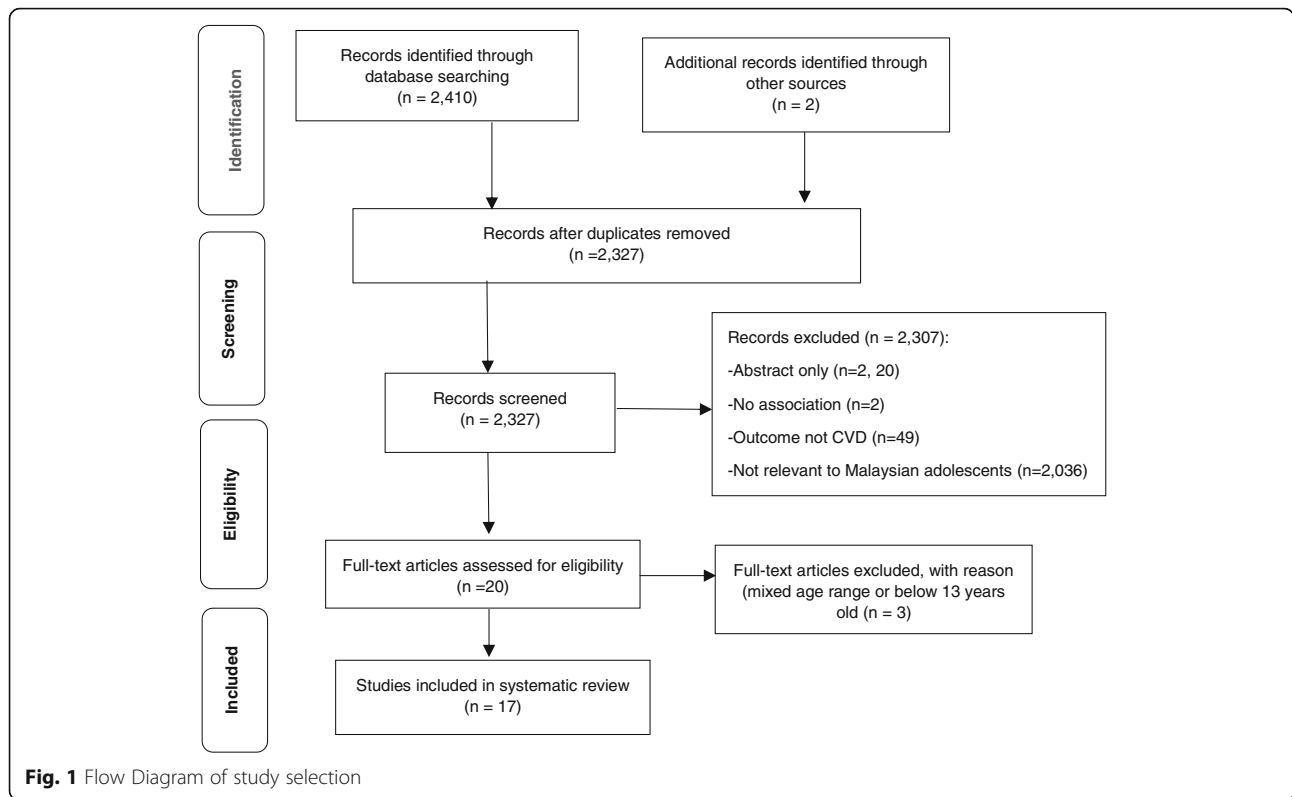 Identification
Records identified through
database searching
(n = 2,410)
Additional records identified through
other sources
(n = 2)
Records after duplicates removed
(n =2,327)
Screening
Records screened
(n = 2,327)
Records excluded (n = 2,307):
-Abstract only (n=2, 20)
-No association (n=2)
-Outcome not CVD (n=49)
-Not relevant to Malaysian adolescents (n=2,036)
Eligibility
Full-text articles assessed for eligibility
(n =20)
Full-text articles excluded, with reason
(mixed age range or below 13 years
old (n = 3)
Included
Studies included in systematic review
(n = 17)
Fig. 1 Flow Diagram of study selection